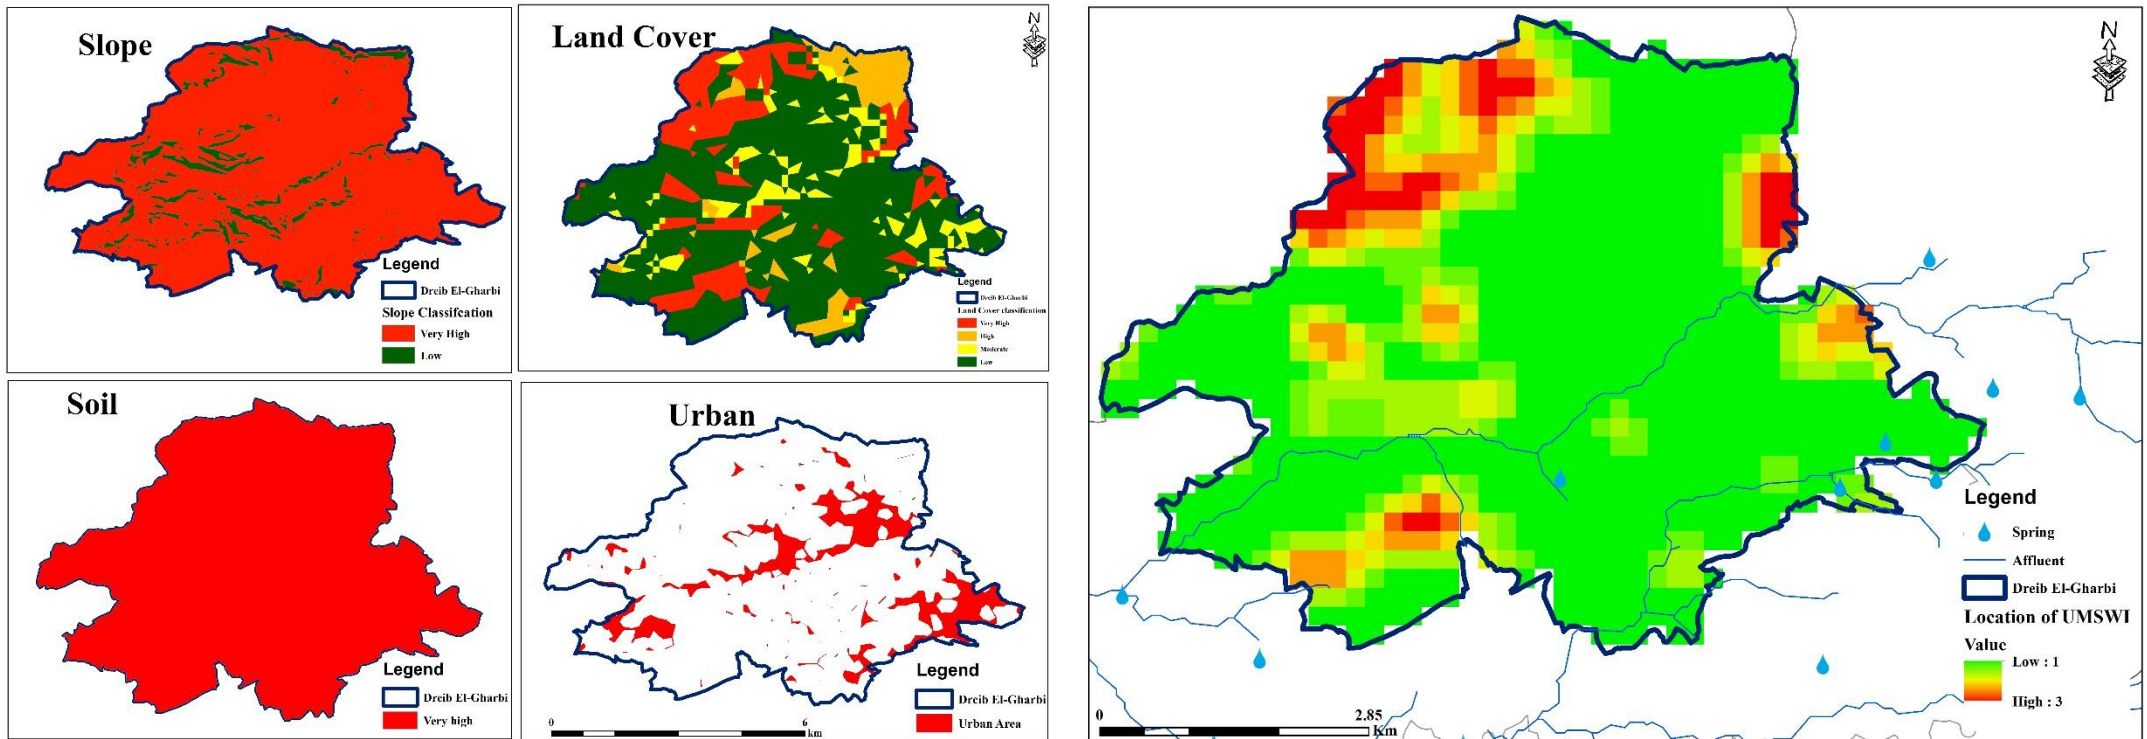 Slope
Legend
Dreib El-Gharbi
Slope Classifcation
Very High
Low
Land Cover
N
Legend
Dreib El-Gharbi
Land Cover classification
Very High
High
Moderate
Low
Soil
Legend
Dreib El-Gharbi
Very high
Urban
Legend
Dreib El-Gharbi
Urban Area
0 6
km
N
Legend
Spring
Affluent
Dreib El-Gharbi
Location of UMSWI
Value
Low : 1
High : 3
0 2.85
Km